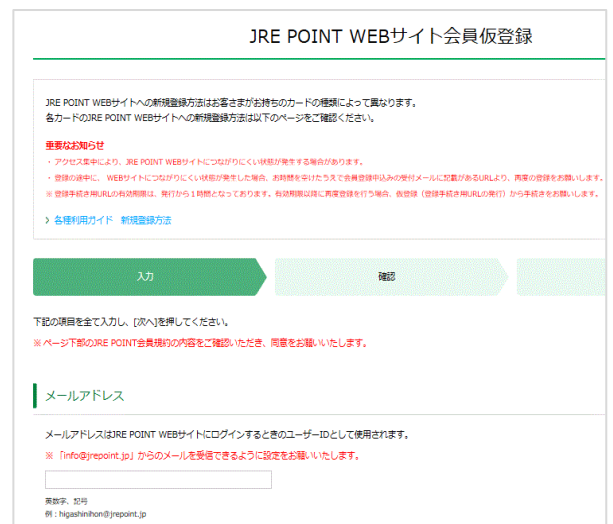 JRE POINT WEBサイト会員仮登録
JRE POINT WEBサイトへの新規登録方法はお客さまがお持ちのカードの種類によって異なります。
各カードのJRE POINT WEBサイトへの新規登録方法は以下のページをご確認ください。
重要なお知らせ
・アクセス集中により、JRE POINT WEBサイトにつながりにくい状態が発生する場合があります。
・登録の途中に、WEBサイトにつながりにくい状態が発生した場合、お時間を空けたうえで会員登録申込みの受付メールに記載があるURLより、再度の登録をお願いします。
※ 登録手続き用URLの有効期限は、発行から１時間となっております。有効期限以降に再度登録を行う場合、仮登録（登録手続き用URLの発行）から手続きをお願いします。
> 各種利用ガイド　新規登録方法
入力
確認
下記の項目を全て入力し、[次へ]を押してください。
※ ページ下部のJRE POINT会員規約の内容をご確認いただき、同意をお願いいたします。
メールアドレス
メールアドレスはJRE POINT WEBサイトにログインするときのユーザーIDとして使用されます。
※ 「info@jrepoint.jp」からのメールを受信できるように設定をお願いいたします。
英数字、記号
例：higashinihon@jrepoint.jp